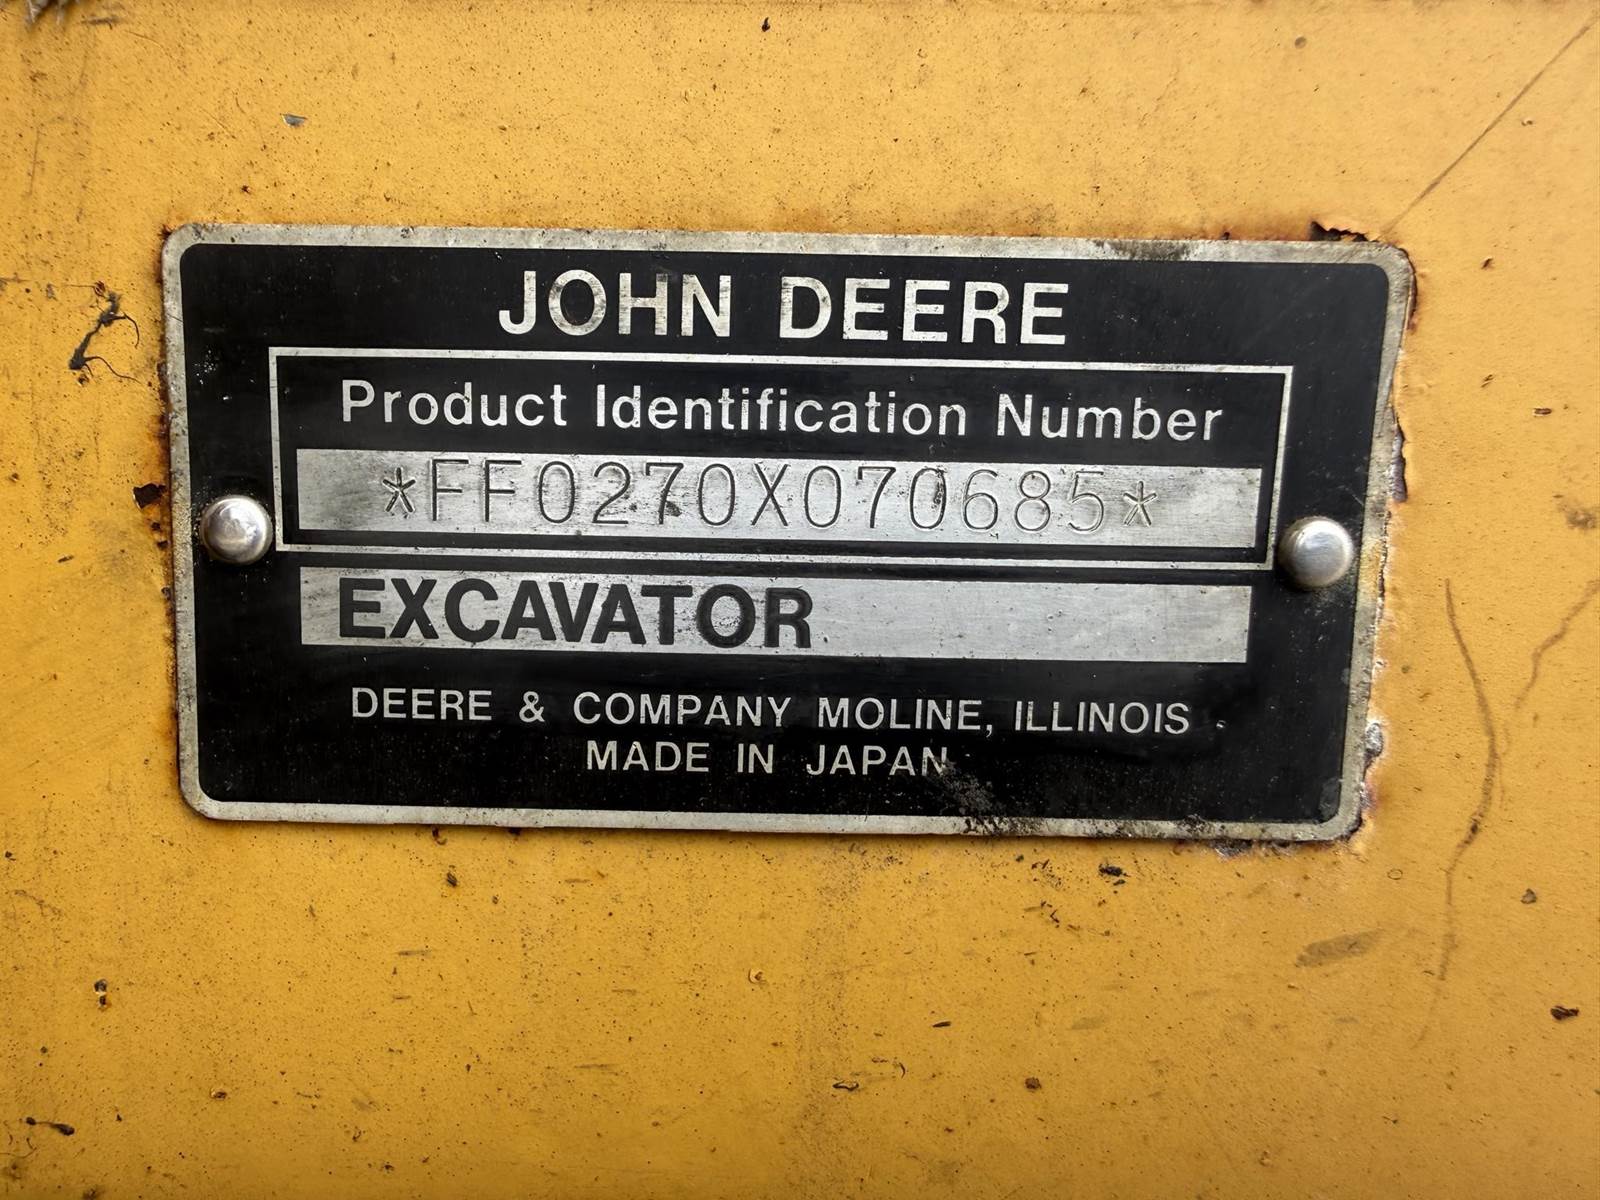 JOHN DEERE
Product Identification Number
*FF0270X070685*
EXCAVATOR
DEERE & COMPANY MOLINE, ILLINOIS
MADE IN JAPAN